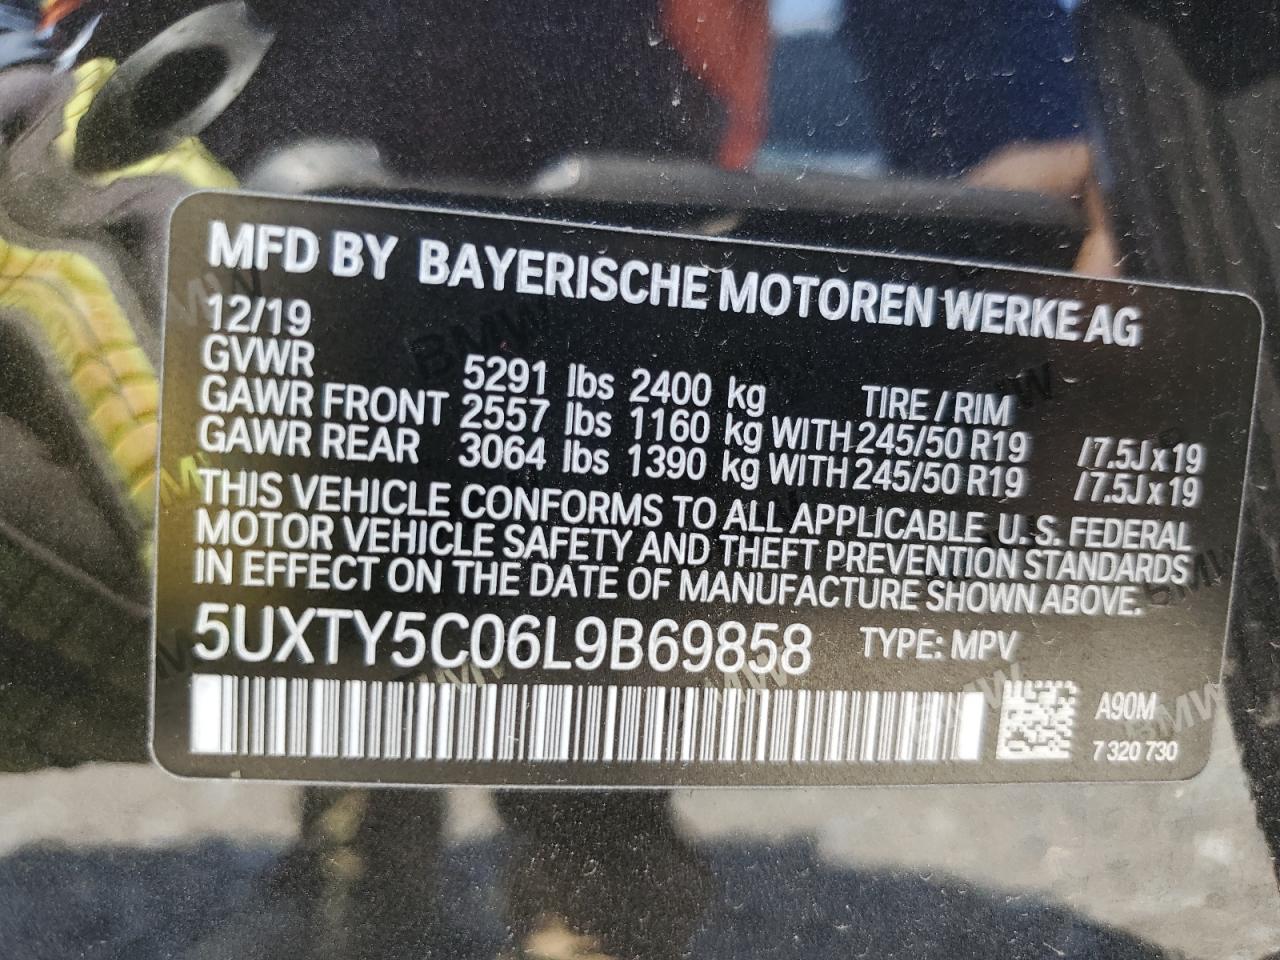 MFD BY BAYERISCHE MOTOREN WERKE AG
12/19
GVWR 5291 lbs 2400 kg TIRE / RIM
GAWR FRONT 2557 lbs 1160 kg WITH 245/50 R19 /7.5J x 19
GAWR REAR 3064 lbs 1390 kg WITH 245/50 R19 /7.5J x 19
THIS VEHICLE CONFORMS TO ALL APPLICABLE U.S. FEDERAL
MOTOR VEHICLE SAFETY AND THEFT PREVENTION STANDARDS
IN EFFECT ON THE DATE OF MANUFACTURE SHOWN ABOVE.
5UXTY5C06L9B69858 TYPE: MPV
A90M
7 320 730